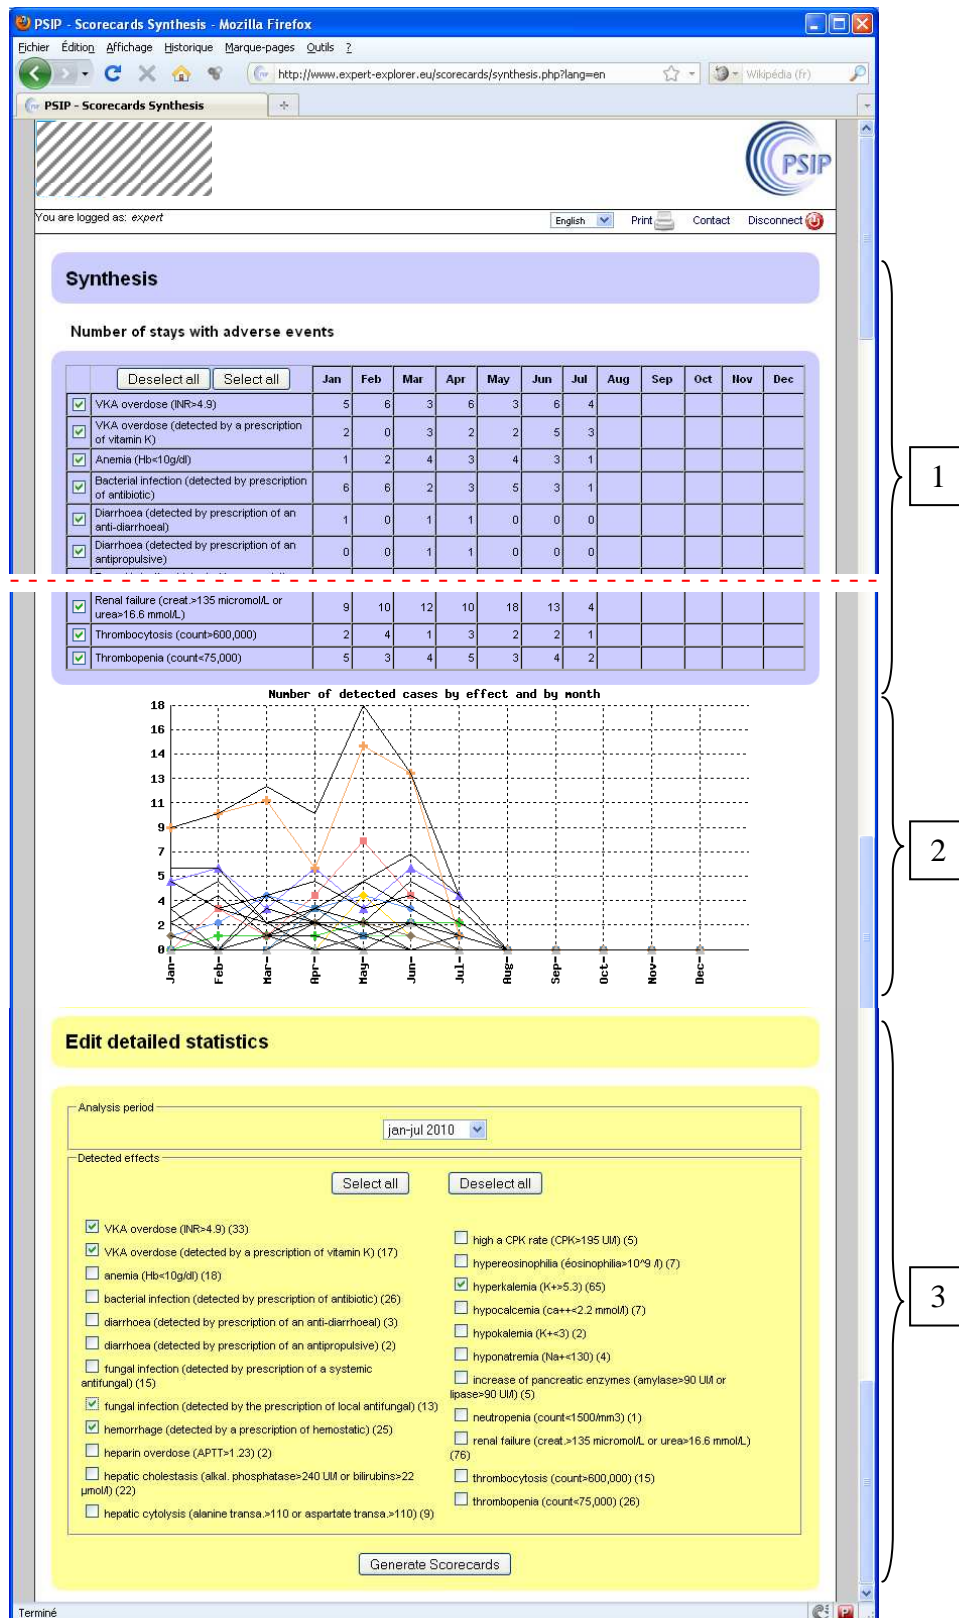 PSIP - Scorecards Synthesis - Mozilla Firefox
Fichier Édition Affichage Historique Marque-pages Outils ?
http://www.expert-explorer.eu/scorecards/synthesis.php?lang=en Wikipédia (fr)
PSIP - Scorecards Synthesis
PSIP
You are logged as: expert English Print Contact Disconnect
Synthesis
Number of stays with adverse events
Deselect all Select all Jan Feb Mar Apr May Jun Jul Aug Sep Oct Nov Dec
VKA overdose (INR>4.9) 5 6 3 6 3 6 4
VKA overdose (detected by a prescription of vitamin K) 2 0 3 2 2 5 3
Anemia (Hb<10g/dl) 1 2 4 3 4 3 1
Bacterial infection (detected by prescription of antibiotic) 6 6 2 3 5 3 1
Diarrhoea (detected by prescription of an anti-diarrhoeal) 1 0 1 1 0 0 0
Diarrhoea (detected by prescription of an antipropulsive) 0 0 1 1 0 0 0
Renal failure (creat.>135 micromol/L or urea>16.6 mmol/L) 9 10 12 10 18 13 4
Thrombocytosis (count>600,000) 2 4 1 3 2 2 1
Thrombopenia (count<75,000) 5 3 4 5 3 4 2
1
Number of detected cases by effect and by month
18
16
14
13
11
9
7
5
4
2
0
Jan Feb Mar Apr May Jun Jul Aug Sep Oct Nov Dec
2
Edit detailed statistics
Analysis period
jan-jul 2010
Detected effects
Select all Deselect all
VKA overdose (INR>4.9) (33)
VKA overdose (detected by a prescription of vitamin K) (17)
anemia (Hb<10g/dl) (18)
bacterial infection (detected by prescription of antibiotic) (26)
diarrhoea (detected by prescription of an anti-diarrhoeal) (3)
diarrhoea (detected by prescription of an antipropulsive) (2)
fungal infection (detected by prescription of a systemic
antifungal) (15)
fungal infection (detected by the prescription of local antifungal) (13)
hemorrhage (detected by a prescription of hemostatic) (25)
heparin overdose (APTT>1.23) (2)
hepatic cholestasis (alkal. phosphatase>240 UI/l or bilirubins>22
µmol/l) (22)
hepatic cytolysis (alanine transa.>110 or aspartate transa.>110) (9)
high a CPK rate (CPK>195 UI/l) (5)
hypereosinophilia (éosinophilia>10^9 /l) (7)
hyperkalemia (K+>5.3) (65)
hypocalcemia (ca++<2.2 mmol/l) (7)
hypokalemia (K+<3) (2)
hyponatremia (Na+<130) (4)
increase of pancreatic enzymes (amylase>90 UI/l or
lipase>90 UI/l) (5)
neutropenia (count<1500/mm3) (1)
renal failure (creat.>135 micromol/L or urea>16.6 mmol/L)
(76)
thrombocytosis (count>600,000) (15)
thrombopenia (count<75,000) (26)
3
Generate Scorecards
Terminé